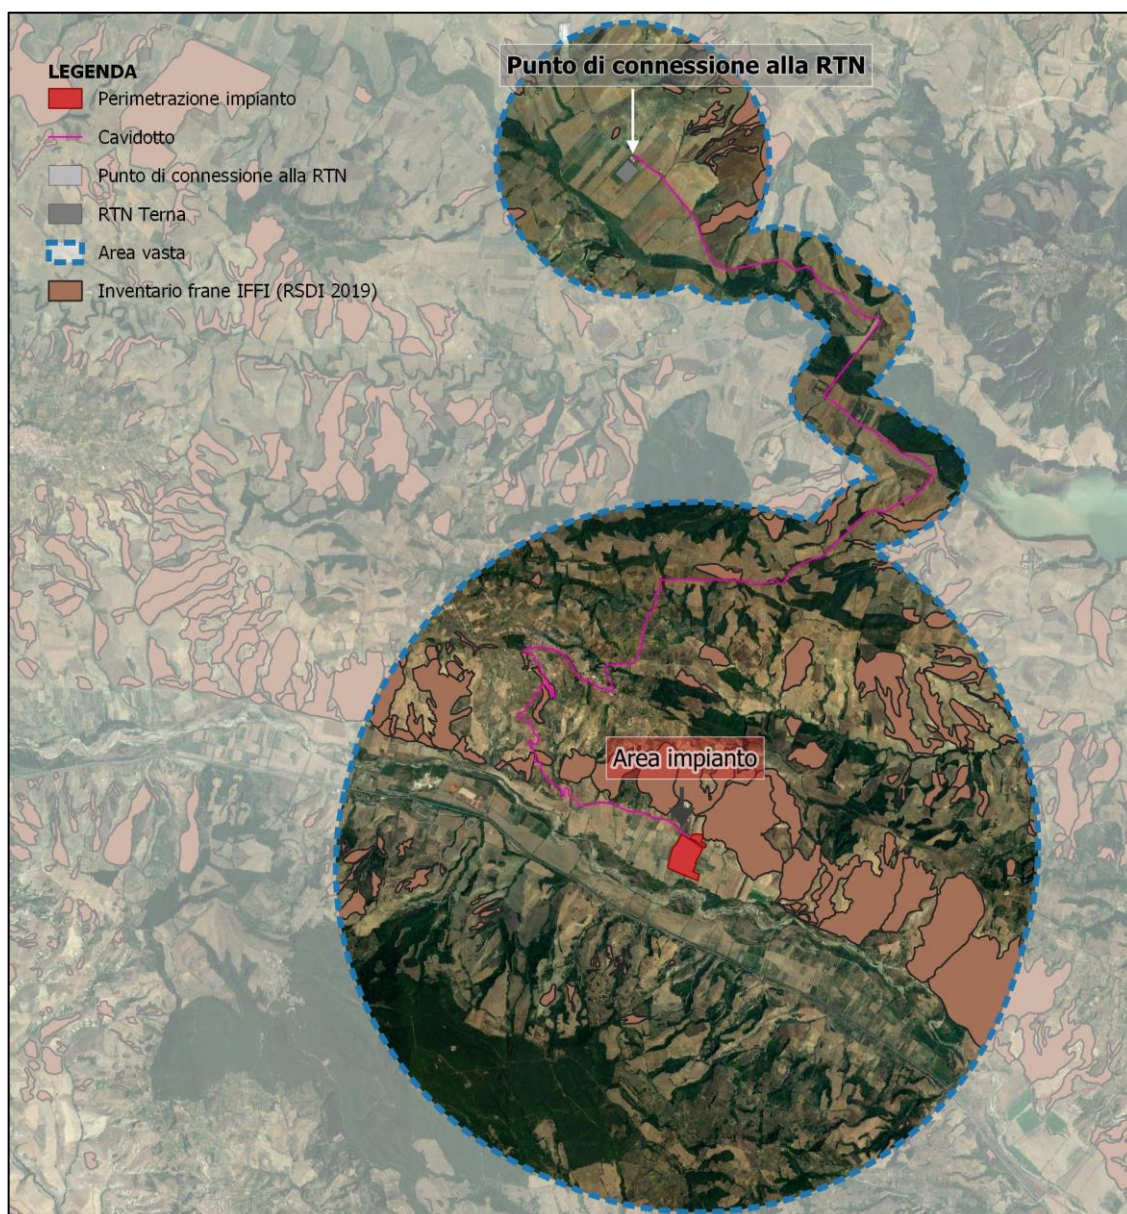 Punto di connessione alla RTN
LEGENDA
Perimetrazione impianto
Cavidotto
Punto di connessione alla RTN
RTN Terna
Area vasta
Inventario frane IFFI (RSDI 2019)
Area impianto